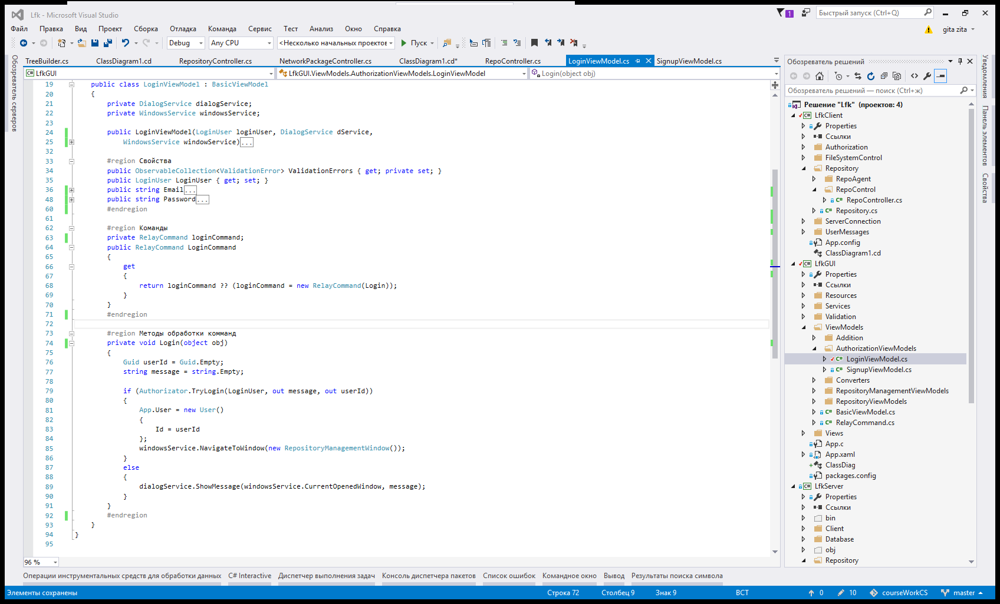 Lfk - Microsoft Visual Studio
1
Быстрый запуск (Ctrl+Q)
Файл Правка Вид Проект Сборка Отладка Команда Сервис Тест Анализ Окно Справка
gita zita
Debug Any CPU <Несколько начальных проектов> Пуск
TreeBuilder.cs ClassDiagram1.cd RepositoryController.cs NetworkPackageController.cs ClassDiagram1.cd* RepoController.cs LoginViewModel.cs SignupViewModel.cs
C# LfkGUI LfkGUI.ViewModels.AuthorizationViewModels.LoginViewModel Login(object obj)
19 public class LoginViewModel : BasicViewModel
20 {
21 private DialogService dialogService;
22 private WindowsService windowsService;
23
24 public LoginViewModel(LoginUser loginUser, DialogService dService,
25 WindowsService windowService)...
32
33 #region Свойства
34 public ObservableCollection<ValidationError> ValidationErrors { get; private set; }
35 public LoginUser LoginUser { get; set; }
36 public string Email...
48 public string Password...
60 #endregion
61
62 #region Команды
63 private RelayCommand loginCommand;
64 public RelayCommand LoginCommand
65 {
66 get
67 {
68 return loginCommand ?? (loginCommand = new RelayCommand(Login));
69 }
70 }
71 #endregion
72
73 #region Методы обработки комманд
74 private void Login(object obj)
75 {
76 Guid userId = Guid.Empty;
77 string message = string.Empty;
78
79 if (Authorizator.TryLogin(LoginUser, out message, out userId))
80 {
81 App.User = new User()
82 {
83 Id = userId
84 };
85 windowsService.NavigateToWindow(new RepositoryManagementWindow());
86 }
87 else
88 {
89 dialogService.ShowMessage(windowsService.CurrentOpenedWindow, message);
90 }
91 }
92 #endregion
93 }
94 }
95
96 %
Обозреватель серверов
Обозреватель решений
Обозреватель решений — поиск (Ctrl+ж)
Решение "Lfk" (проектов: 4)
C# LfkClient
Properties
Ссылки
Authorization
FileSystemControl
Repository
RepoAgent
RepoControl
C# RepoController.cs
C# Repository.cs
ServerConnection
UserMessages
App.config
ClassDiagram1.cd
C# LfkGUI
Properties
Ссылки
Resources
Services
Validation
ViewModels
Addition
AuthorizationViewModels
C# LoginViewModel.cs
C# SignupViewModel.cs
Converters
RepositoryManagementViewModels
RepositoryViewModels
C# BasicViewModel.cs
C# RelayCommand.cs
Views
App.c
App.xaml
ClassDiag
packages.config
C# LfkServer
Properties
Ссылки
bin
Client
Database
obj
Repository
Уведомления
Панель элементов
Свойства
Операции инструментальных средств для обработки данных C# Interactive Диспетчер выполнения задач Консоль диспетчера пакетов Список ошибок Командное окно Вывод Результаты поиска символа
Элементы сохранены Строка 72 Столбец 9 Знак 9 ВСТ 0 10 courseWorkCS master